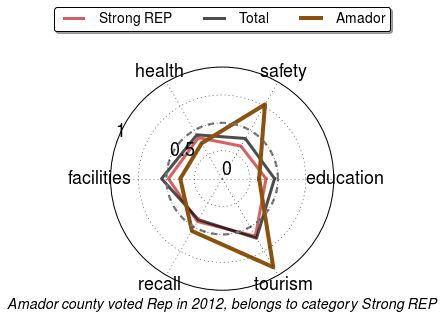 Strong REP Total Amador
health safety
1
0.5
0
facilities education
recall tourism
Amador county voted Rep in 2012, belongs to category Strong REP